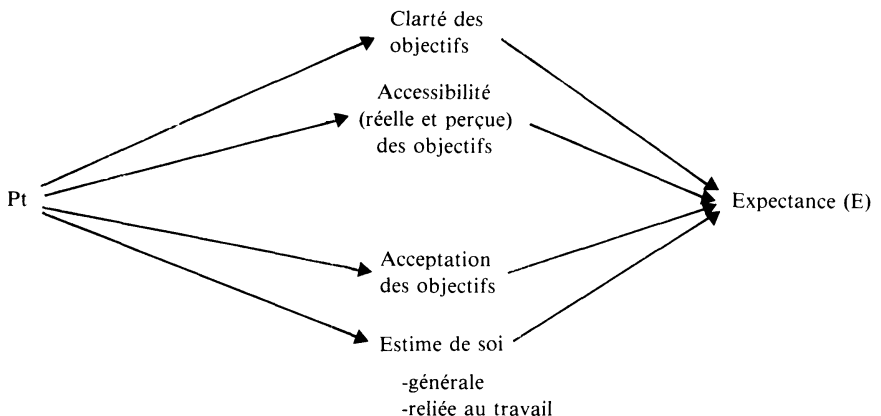 Clarté des
objectifs
Accessibilité
(réelle et perçue)
des objectifs
Pt
Expectance (E)
Acceptation
des objectifs
Estime de soi
-générale
-reliée au travail